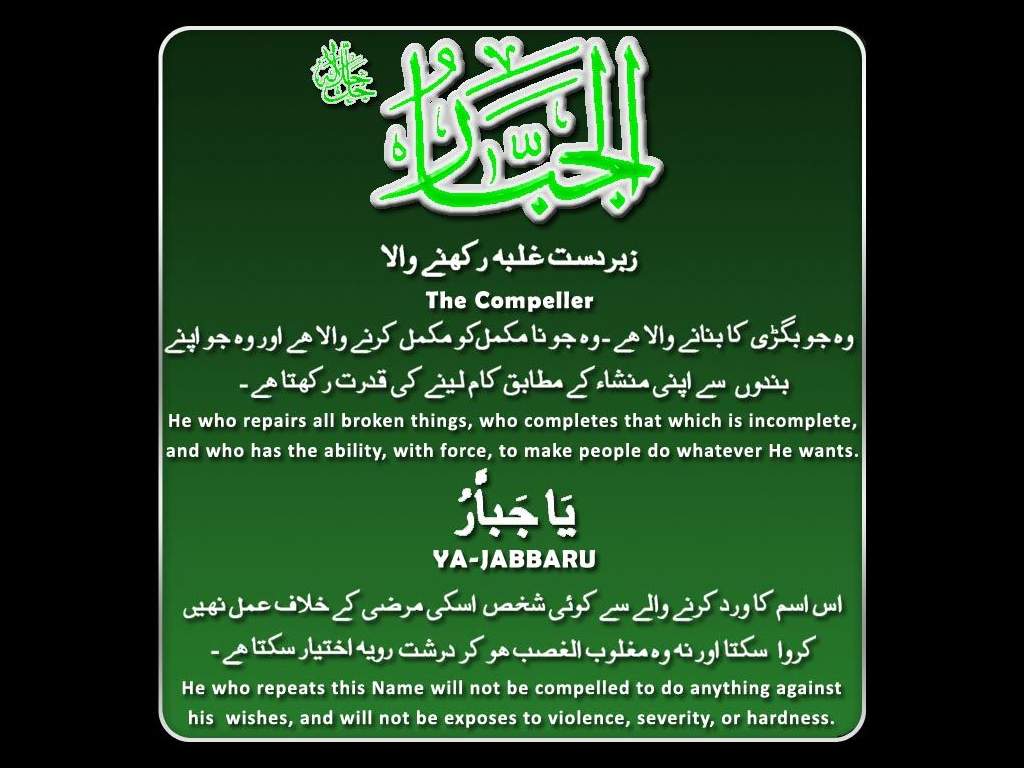 الجبَّارُ
جل جلاله
زبردست غلبہ رکھنے والا
The Compeller
وہ جو بگڑی کا بنانے والا ھے ۔ وہ جو نا مکمل کو مکمل کرنے والا ھے اور وہ جو اپنے
بندوں سے اپنی منشاء کے مطابق کام لینے کی قدرت رکھتا ھے ۔
He who repairs all broken things, who completes that which is incomplete,
and who has the ability, with force, to make people do whatever He wants.
يَا جَبَّارُ
YA-JABBARU
اس اسم کا ورد کرنے والے سے کوئی شخص اسکی مرضی کے خلاف عمل نھیں
کروا سکتا اور نہ وہ مغلوب الغصب ھو کر درشت رویہ اختیار سکتا ھے ۔
He who repeats this Name will not be compelled to do anything against
his wishes, and will not be exposes to violence, severity, or hardness.